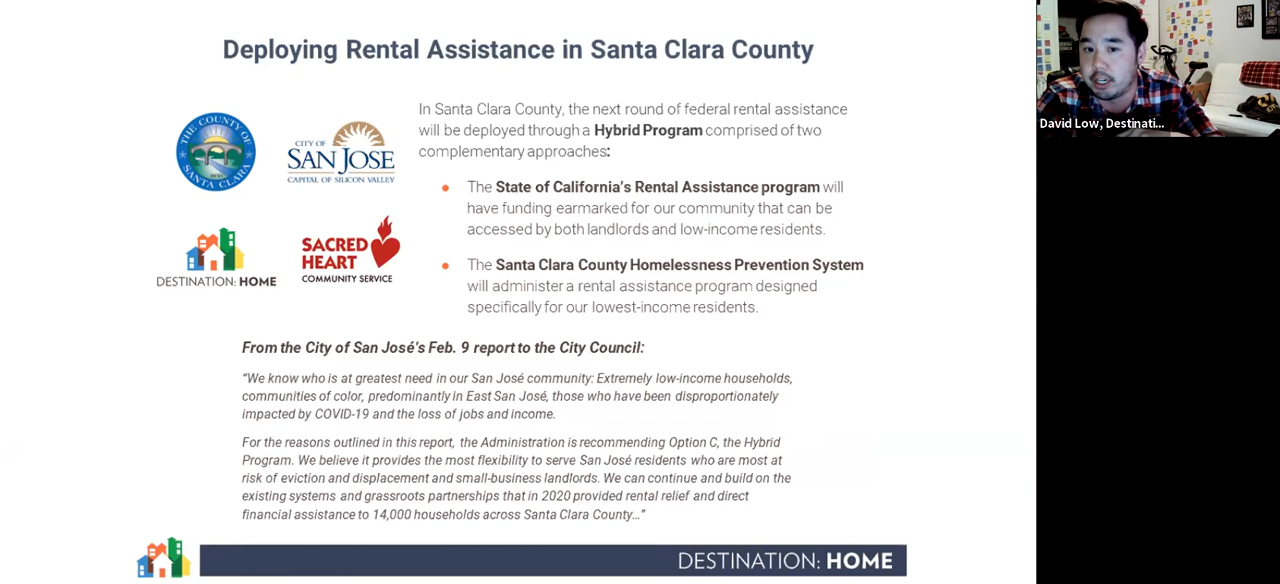 Deploying Rental Assistance in Santa Clara County
THE COUNTY OF
SANTA CLARA
CITY OF
SAN JOSE
CAPITAL OF SILICON VALLEY
DESTINATION: HOME
SACRED
HEART
COMMUNITY SERVICE
In Santa Clara County, the next round of federal rental assistance
will be deployed through a Hybrid Program comprised of two
complementary approaches:
• The State of California’s Rental Assistance program will
have funding earmarked for our community that can be
accessed by both landlords and low-income residents.
• The Santa Clara County Homelessness Prevention System
will administer a rental assistance program designed
specifically for our lowest-income residents.
From the City of San José’s Feb. 9 report to the City Council:
“We know who is at greatest need in our San José community: Extremely low-income households,
communities of color, predominantly in East San José, those who have been disproportionately
impacted by COVID-19 and the loss of jobs and income.
For the reasons outlined in this report, the Administration is recommending Option C, the Hybrid
Program. We believe it provides the most flexibility to serve San José residents who are most at
risk of eviction and displacement and small-business landlords. We can continue and build on the
existing systems and grassroots partnerships that in 2020 provided rental relief and direct
financial assistance to 14,000 households across Santa Clara County…”
DESTINATION: HOME
David Low, Destinati...